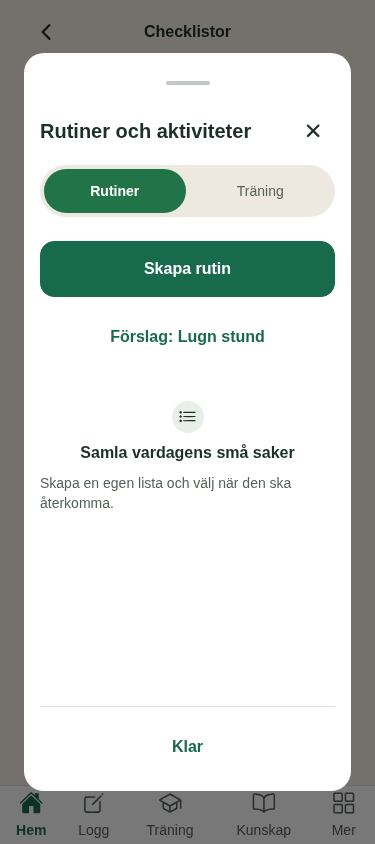 Checklistor
Rutiner och aktiviteter
Rutiner
Träning
Skapa rutin
Förslag: Lugn stund
Samla vardagens små saker
Skapa en egen lista och välj när den ska
återkomma.
Klar
Hem
Logg
Träning
Kunskap
Mer